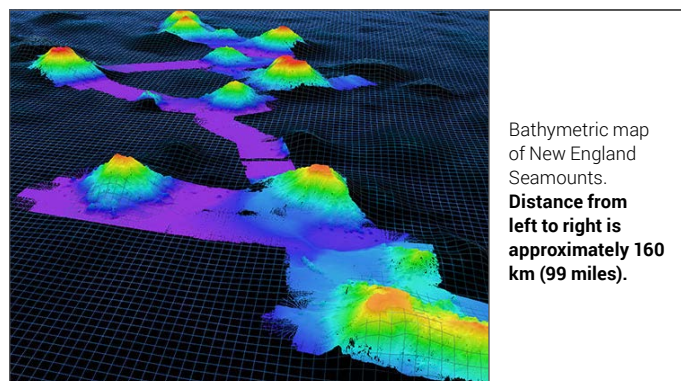 Bathymetric map
of New England
Seamounts.
Distance from
left to right is
approximately 160
km (99 miles).